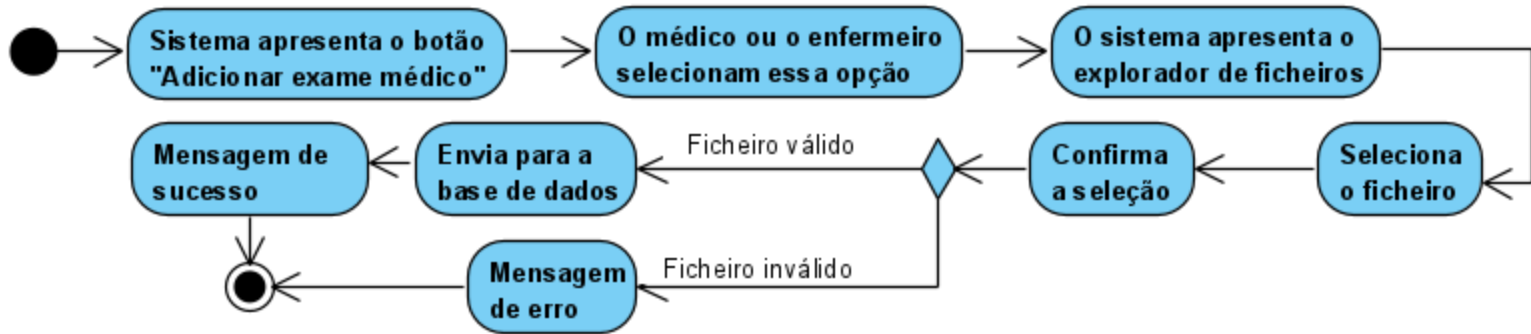 Sistema apresenta o botão
"Adicionar exame médico"
O médico ou o enfermeiro
selecionam essa opção
O sistema apresenta o
explorador de ficheiros
Seleciona
o ficheiro
Confirma
a seleção
Ficheiro válido
Envia para a
base de dados
Mensagem de
sucesso
Ficheiro inválido
Mensagem
de erro